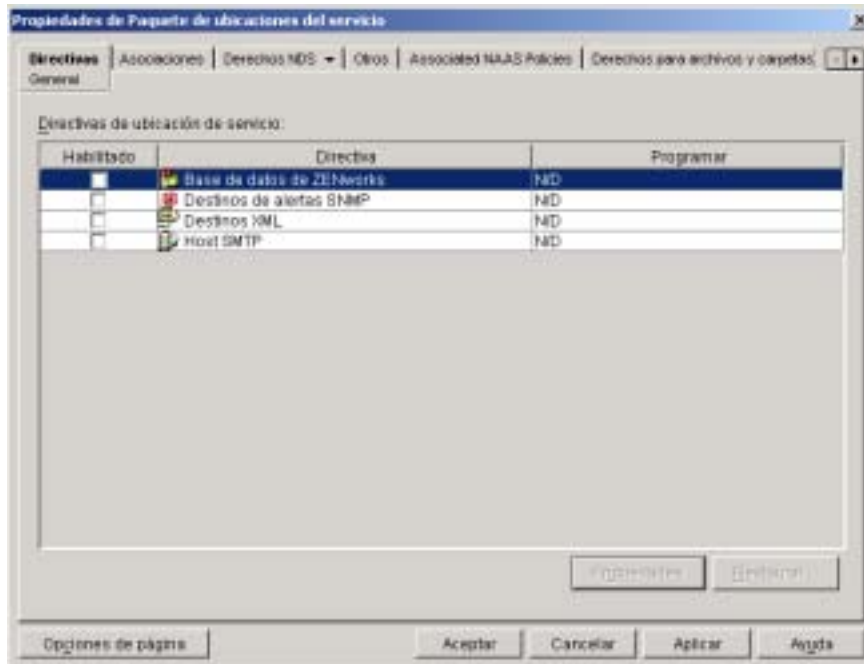 Propiedades de Paquete de ubicaciones del servicio
Directivas Asociaciones Derechos NDS Otros Associated NAAS Policies Derechos para archivos y carpetas
General
Directivas de ubicación de servicio:
Habilitado Directiva Programar
Base de datos de ZENworks N/D
Destinos de alertas SNMP N/D
Destinos XML N/D
Host SMTP N/D
Propiedades Restaurar...
Opciones de página Aceptar Cancelar Aplicar Ayuda